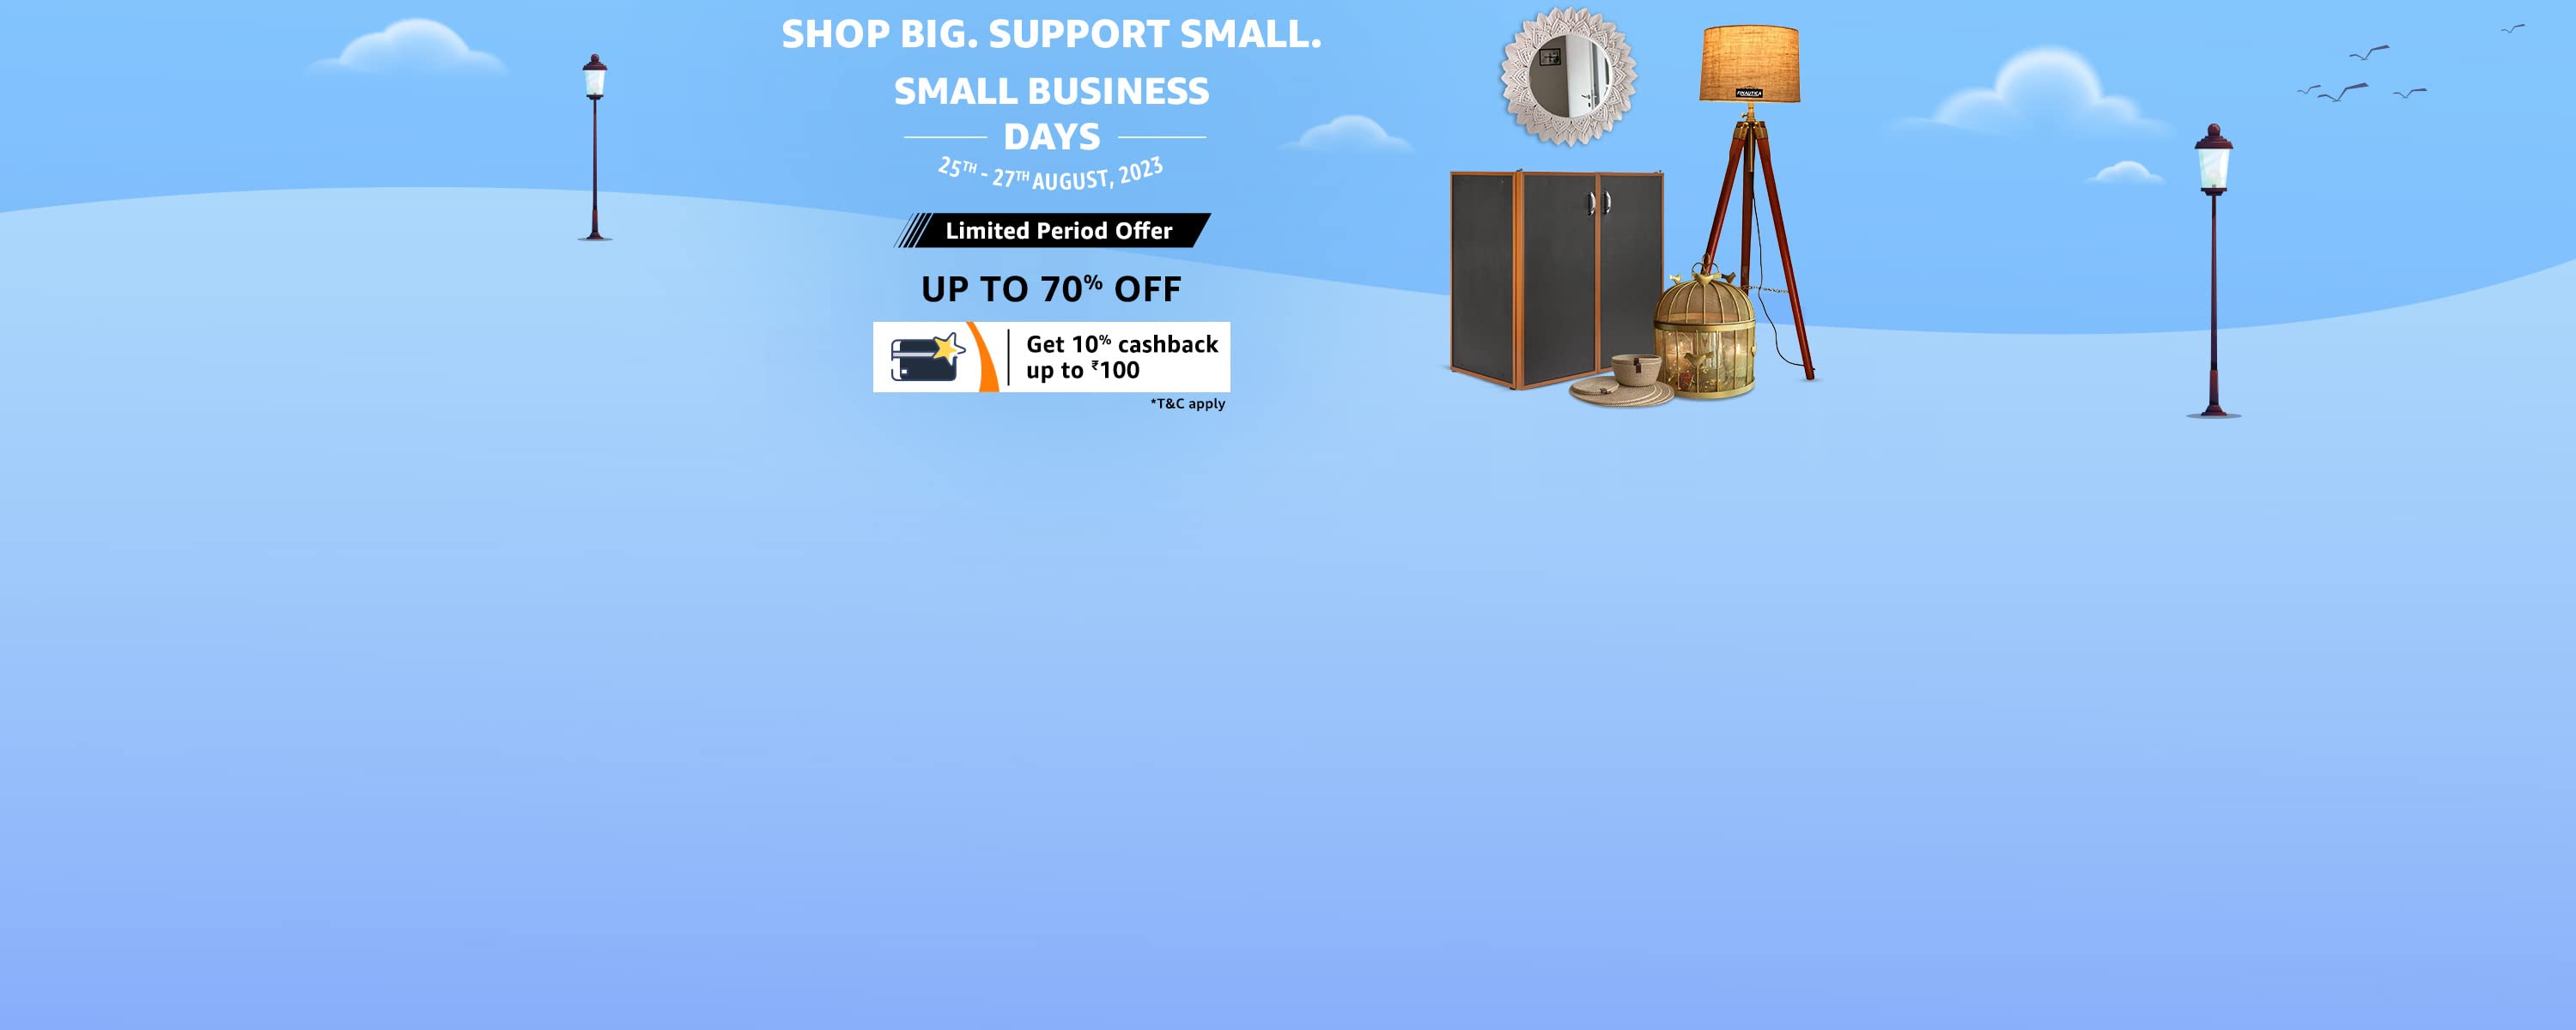 SHOP BIG. SUPPORT SMALL.
SMALL BUSINESS
DAYS
25TH - 27TH AUGUST, 2023
Limited Period Offer
UP TO 70% OFF
Get 10% cashback
up to ₹100
*T&C apply